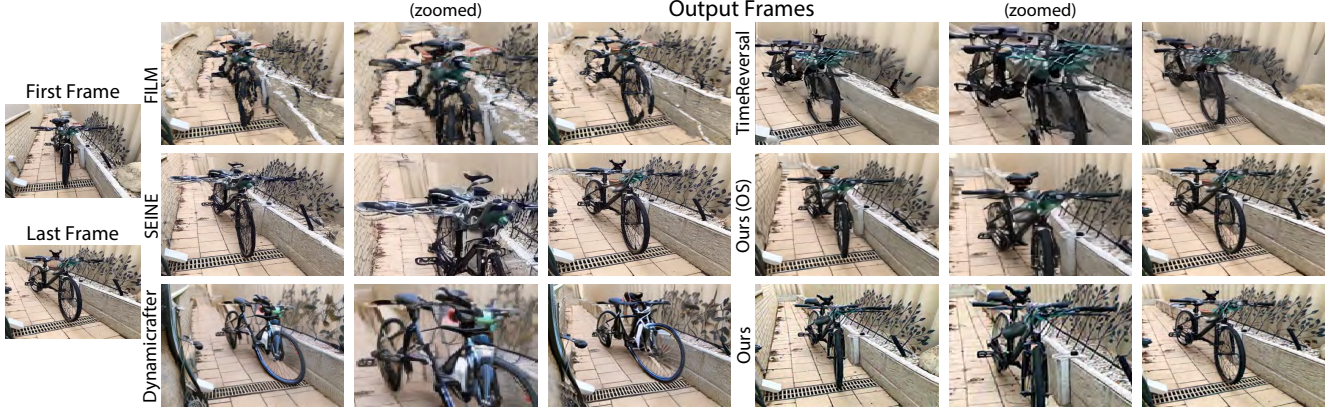 (zoomed)
Output Frames
(zoomed)
First Frame
FILM
TimeReversal
Last Frame
SEINE
Ours (OS)
Dynamicrafter
Ours